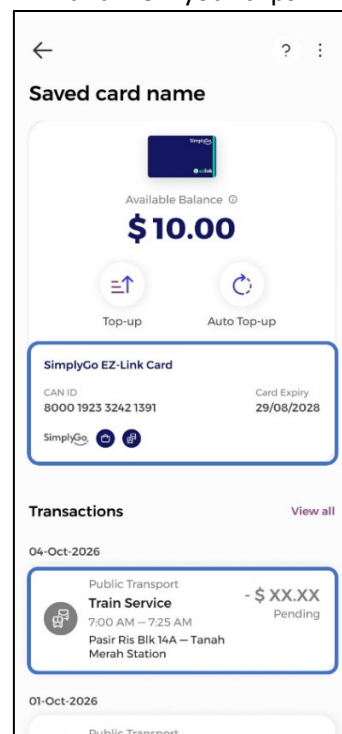 ?
Saved card name
SimplyGo
ezlink
Available Balance
$10.00
Top-up Auto Top-up
SimplyGo EZ-Link Card
CAN ID Card Expiry
8000 1923 3242 1391 29/08/2028
SimplyGo
Transactions View all
04-Oct-2026
Public Transport
Train Service - $ XX.XX
7:00 AM – 7:25 AM Pending
Pasir Ris Blk 14A – Tanah
Merah Station
01-Oct-2026
Public Transport